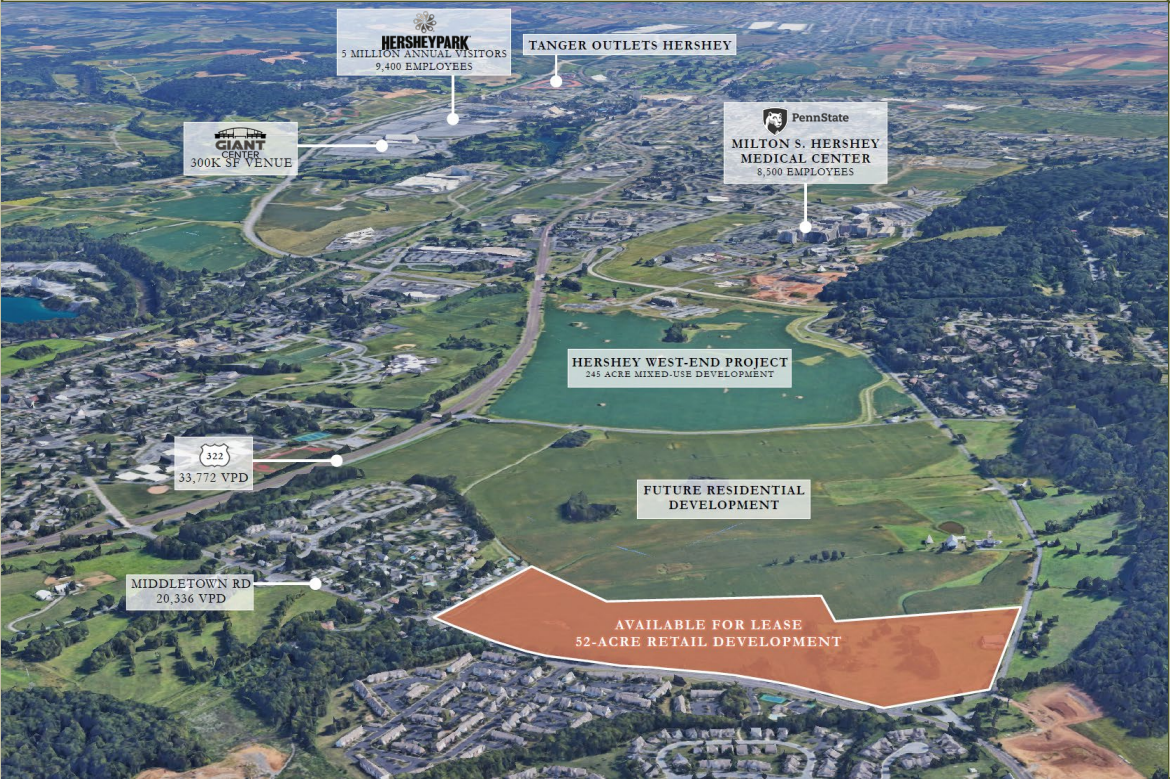 HERSHEYPARK
5 MILLION ANNUAL VISITORS
9,400 EMPLOYEES
TANGER OUTLETS HERSHEY
PennState
MILTON S. HERSHEY
MEDICAL CENTER
8,500 EMPLOYEES
GIANT
CENTER
300K SF VENUE
HERSHEY WEST-END PROJECT
245 ACRE MIXED-USE DEVELOPMENT
322
33,772 VPD
FUTURE RESIDENTIAL
DEVELOPMENT
MIDDLETOWN RD
20,336 VPD
AVAILABLE FOR LEASE
52-ACRE RETAIL DEVELOPMENT